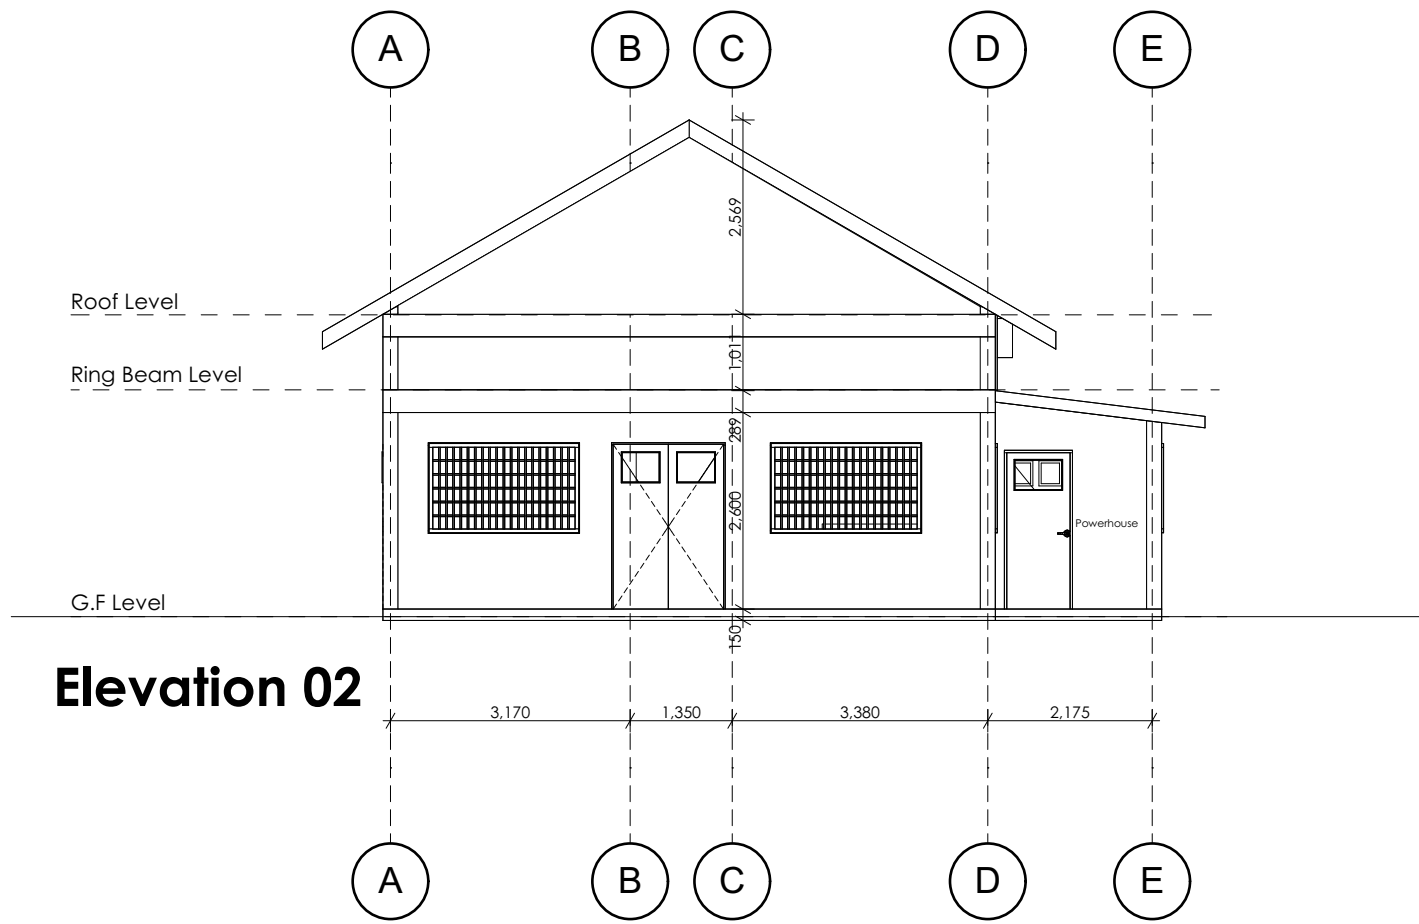 A B C D E
2,569
Roof Level
1,011
Ring Beam Level
289
2,600
Powerhouse
G.F Level
150
Elevation 02
3,170 1,350 3,380 2,175
A B C D E